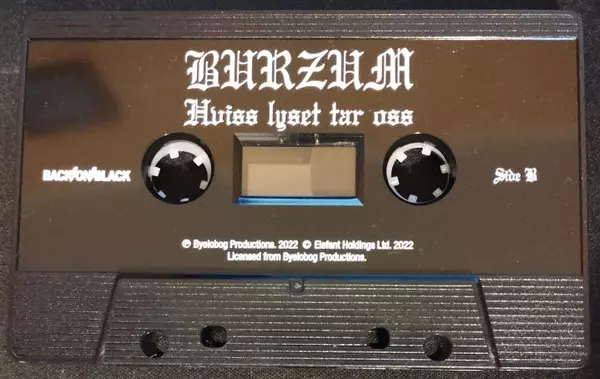 BURZUM
Hviss lyset tar oss
BACK/ON/BLACK
Side B
℗ Byelobog Productions. 2022 © Elefant Holdings Ltd. 2022
Licensed from Byelobog Productions.